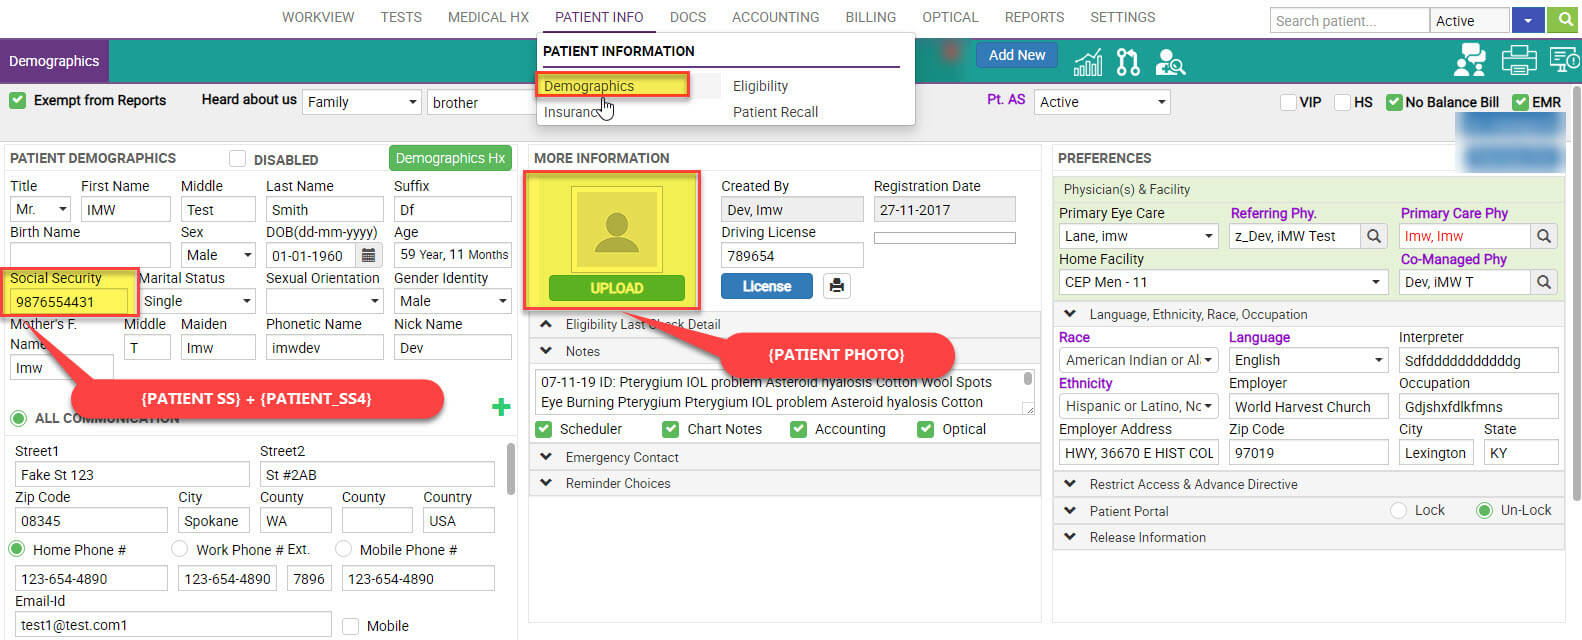 WORKVIEW TESTS MEDICAL HX PATIENT INFO DOCS ACCOUNTING BILLING OPTICAL REPORTS SETTINGS Search patient... Active
Demographics
PATIENT INFORMATION
Add New
Demographics Eligibility
Insuranc Patient Recall
Exempt from Reports Heard about us Family brother Pt. AS Active VIP HS No Balance Bill EMR
PATIENT DEMOGRAPHICS DISABLED Demographics Hx
Title First Name Middle Last Name Suffix
Mr. IMW Test Smith Df
Birth Name Sex DOB(dd-mm-yyyy) Age
Male 01-01-1960 59 Year, 11 Months
Social Security Marital Status Sexual Orientation Gender Identity
9876554431 Single Male
Mother's F. Name Middle Maiden Phonetic Name Nick Name
Imw T Imw imwdev Dev
{PATIENT SS} + {PATIENT_SS4}
ALL COMMUNICATION
Street1 Street2
Fake St 123 St #2AB
Zip Code City County County Country
08345 Spokane WA USA
Home Phone # Work Phone # Ext. Mobile Phone #
123-654-4890 123-654-4890 7896 123-654-4890
Email-Id
test1@test.com1 Mobile
MORE INFORMATION
Created By Registration Date
Dev, Imw 27-11-2017
Driving License
789654
UPLOAD License
Eligibility Last Check Detail
{PATIENT PHOTO}
Notes
07-11-19 ID: Pterygium IOL problem Asteroid hyalosis Cotton Wool Spots
Eye Burning Pterygium Pterygium IOL problem Asteroid hyalosis Cotton
Scheduler Chart Notes Accounting Optical
Emergency Contact
Reminder Choices
PREFERENCES
Physician(s) & Facility
Primary Eye Care Referring Phy. Primary Care Phy
Lane, imw z_Dev, iMW Test Imw, Imw
Home Facility Co-Managed Phy
CEP Men - 11 Dev, iMW T
Language, Ethnicity, Race, Occupation
Race Language Interpreter
American Indian or Al English Sdfdddddddddddg
Ethnicity Employer Occupation
Hispanic or Latino, Nc World Harvest Church Gdjshxfdlkfmns
Employer Address Zip Code City State
HWY, 36670 E HIST COL 97019 Lexington KY
Restrict Access & Advance Directive
Patient Portal Lock Un-Lock
Release Information